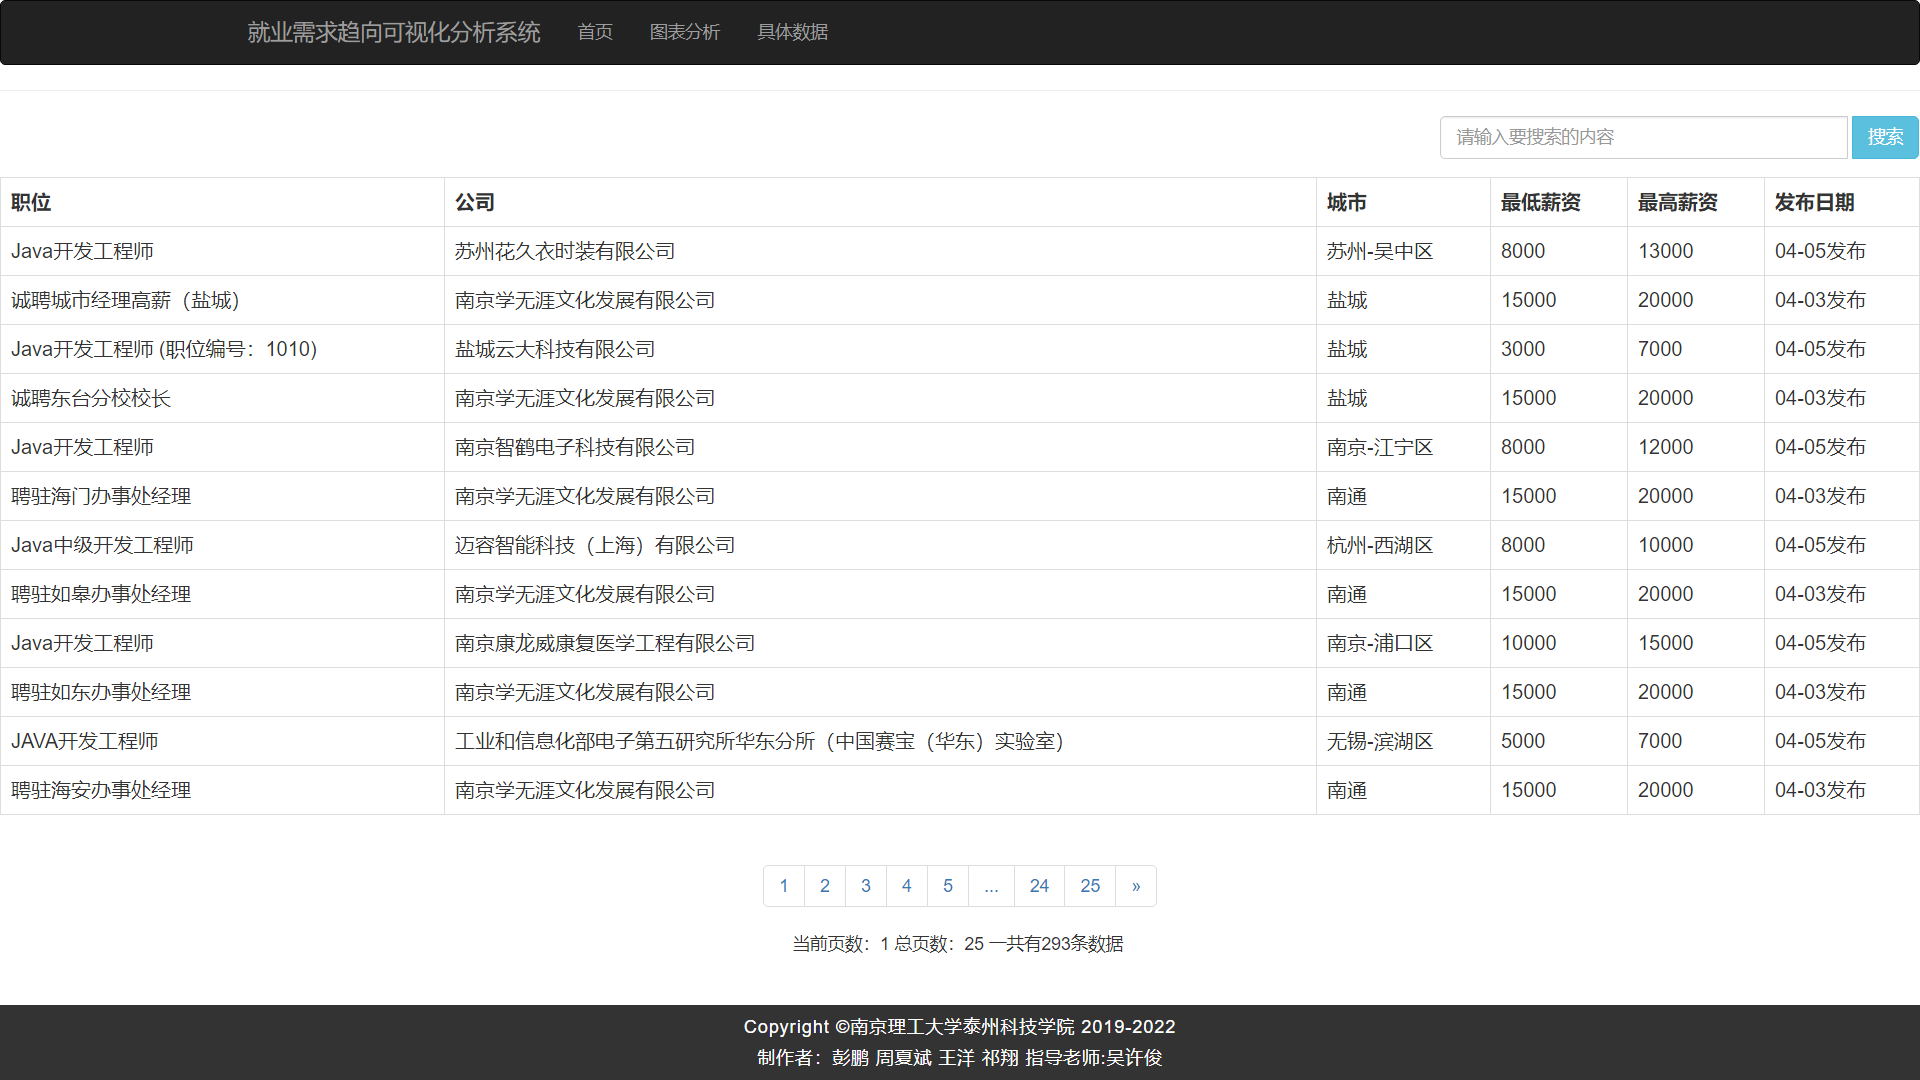 就业需求趋向可视化分析系统 首页 图表分析 具体数据
请输入要搜索的内容 搜索
职位 公司 城市 最低薪资 最高薪资 发布日期
Java开发工程师 苏州花久衣时装有限公司 苏州-吴中区 8000 13000 04-05发布
诚聘城市经理高薪（盐城） 南京学无涯文化发展有限公司 盐城 15000 20000 04-03发布
Java开发工程师 (职位编号：1010) 盐城云大科技有限公司 盐城 3000 7000 04-05发布
诚聘东台分校校长 南京学无涯文化发展有限公司 盐城 15000 20000 04-03发布
Java开发工程师 南京智鹤电子科技有限公司 南京-江宁区 8000 12000 04-05发布
聘驻海门办事处经理 南京学无涯文化发展有限公司 南通 15000 20000 04-03发布
Java中级开发工程师 迈容智能科技（上海）有限公司 杭州-西湖区 8000 10000 04-05发布
聘驻如皋办事处经理 南京学无涯文化发展有限公司 南通 15000 20000 04-03发布
Java开发工程师 南京康龙威康复医学工程有限公司 南京-浦口区 10000 15000 04-05发布
聘驻如东办事处经理 南京学无涯文化发展有限公司 南通 15000 20000 04-03发布
JAVA开发工程师 工业和信息化部电子第五研究所华东分所（中国赛宝（华东）实验室） 无锡-滨湖区 5000 7000 04-05发布
聘驻海安办事处经理 南京学无涯文化发展有限公司 南通 15000 20000 04-03发布
1 2 3 4 5 ... 24 25 »
当前页数：1 总页数：25 一共有293条数据
Copyright ©南京理工大学泰州科技学院 2019-2022
制作者：彭鹏 周夏斌 王洋 祁翔 指导老师:吴许俊